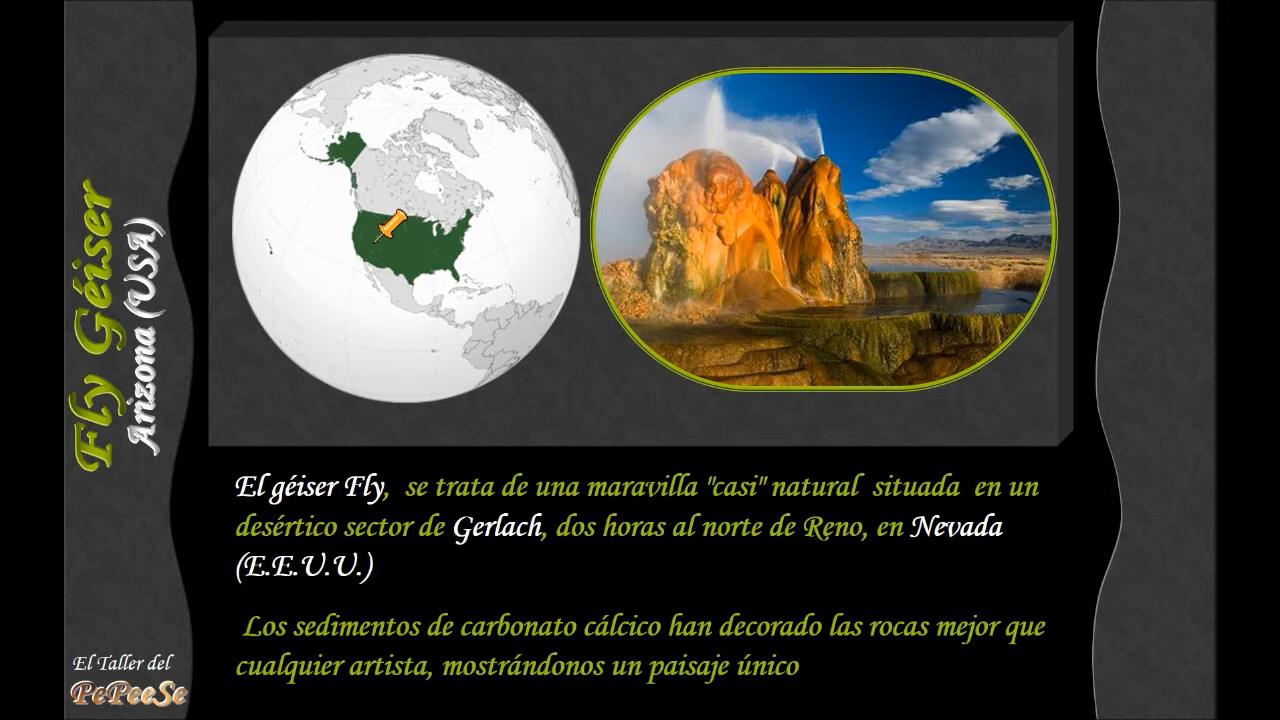 Fly Géiser
Arizona (USA)
El géiser Fly, se trata de una maravilla "casi" natural situada en un
desértico sector de Gerlach, dos horas al norte de Reno, en Nevada
(E.E.U.U.)
Los sedimentos de carbonato cálcico han decorado las rocas mejor que
cualquier artista, mostrándonos un paisaje único
El Taller del
PePeeSe